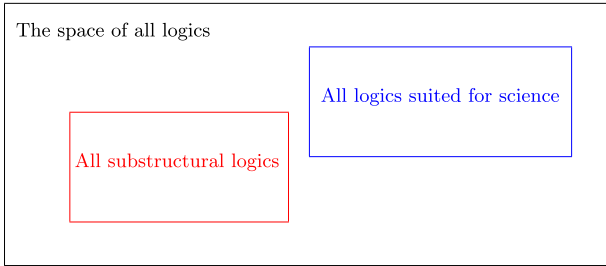 The space of all logics
All logics suited for science
All substructural logics